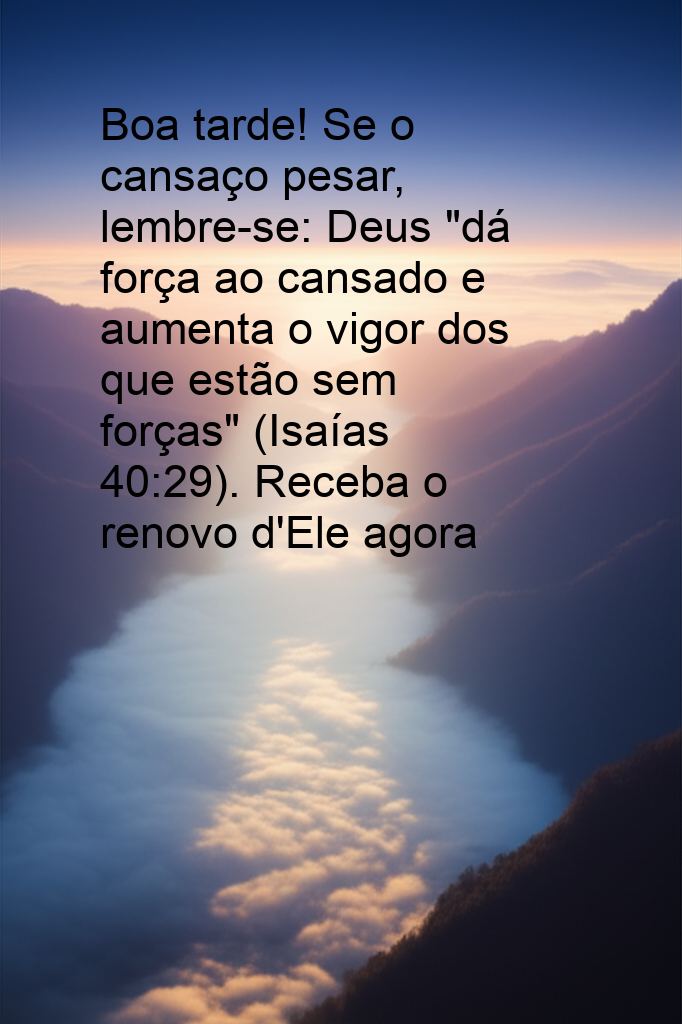 Boa tarde! Se o
cansaço pesar,
lembre-se: Deus "dá
força ao cansado e
aumenta o vigor dos
que estão sem
forças" (Isaías
40:29). Receba o
renovo d'Ele agora